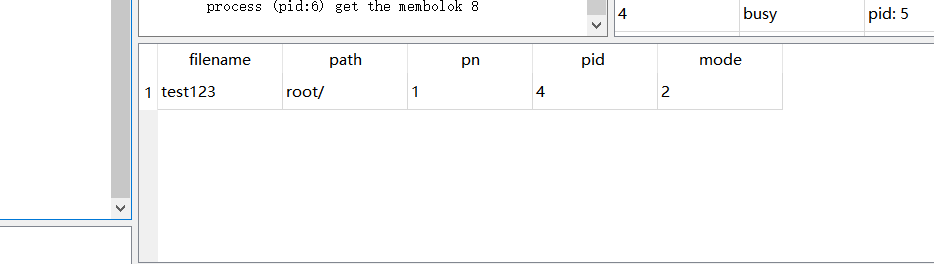 process (pid:6) get the membolok 8
4 busy pid: 5
filename path pn pid mode
1 test123 root/ 1 4 2